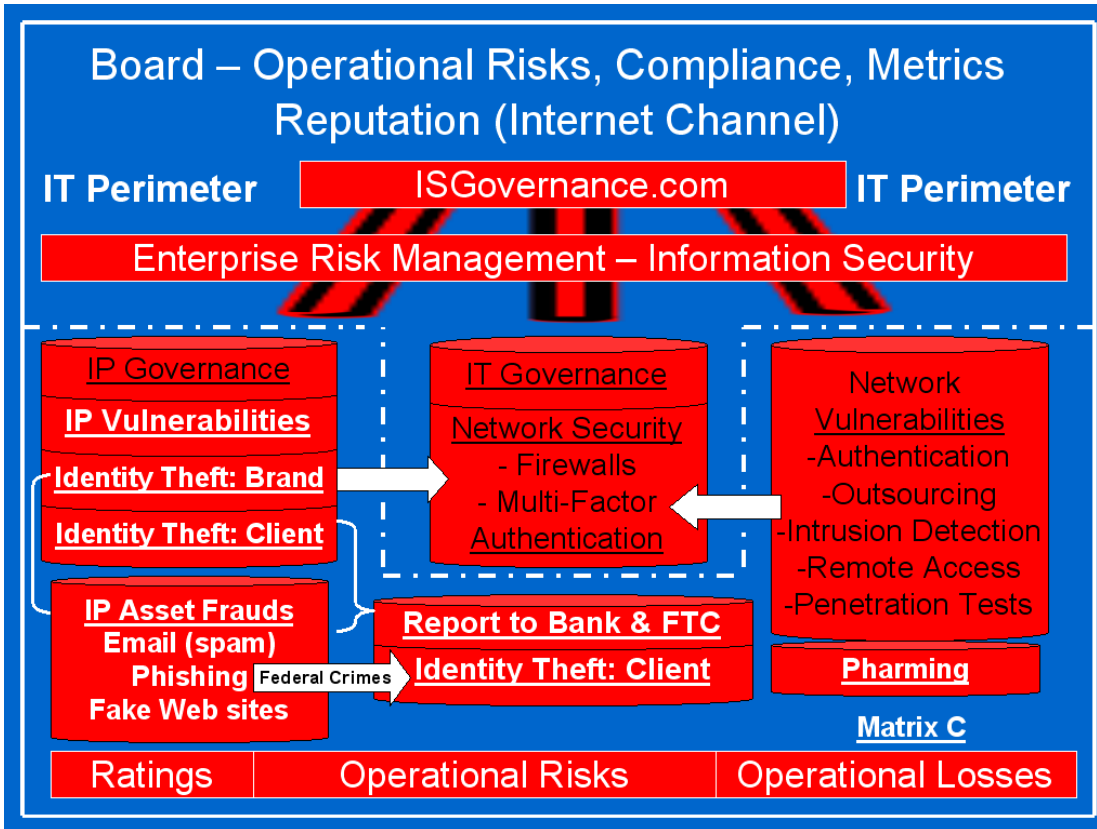 Board – Operational Risks, Compliance, Metrics
Reputation (Internet Channel)
IT Perimeter
ISGovernance.com
IT Perimeter
Enterprise Risk Management – Information Security
IP Governance
IP Vulnerabilities
Identity Theft: Brand
Identity Theft: Client
IP Asset Frauds
Email (spam)
Phishing
Fake Web sites
Federal Crimes
IT Governance
Network Security
- Firewalls
- Multi-Factor
Authentication
Report to Bank & FTC
Identity Theft: Client
Network
Vulnerabilities
-Authentication
-Outsourcing
-Intrusion Detection
-Remote Access
-Penetration Tests
Pharming
Matrix C
Ratings
Operational Risks
Operational Losses